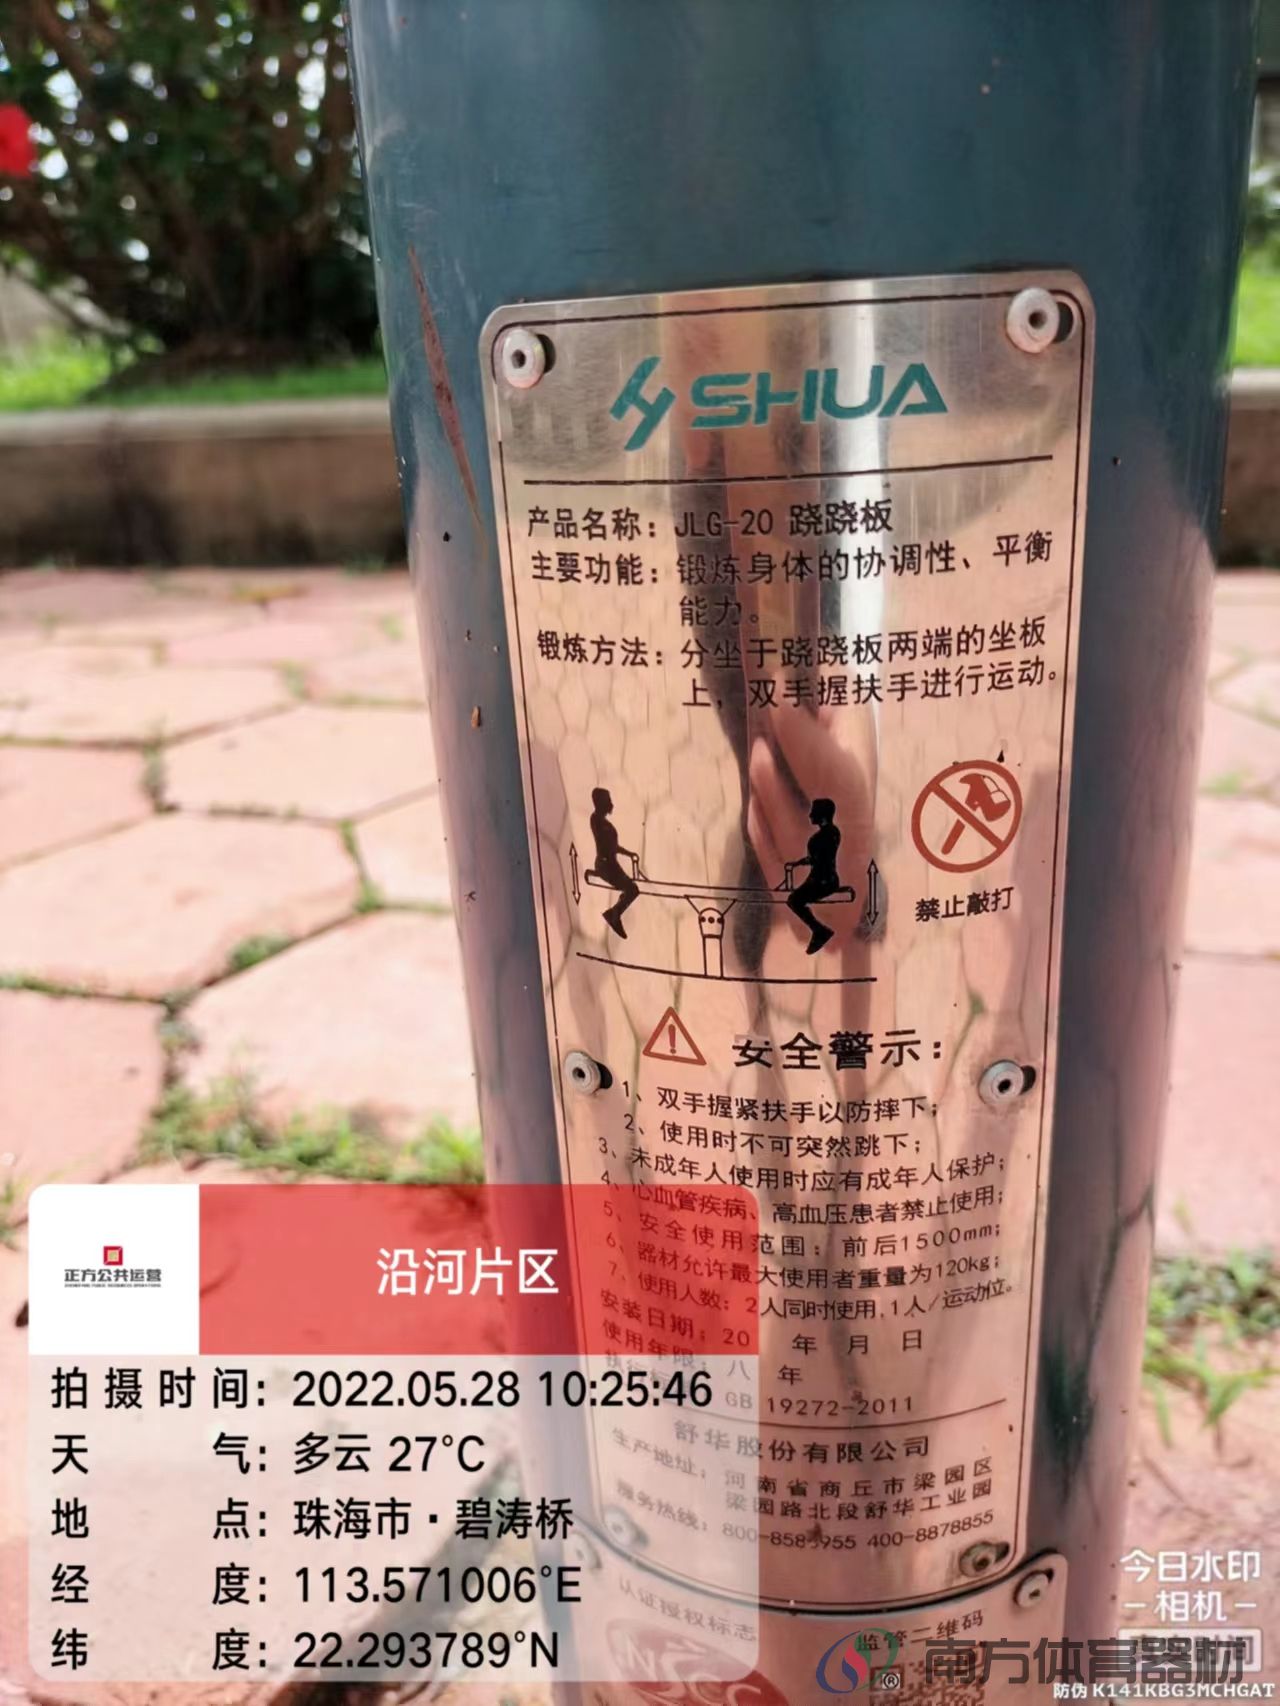 SHUA
产品名称：JLG-20 跷跷板
主要功能：锻炼身体的协调性、平衡
能力。
锻炼方法：分坐于跷跷板两端的坐板
上，双手握扶手进行运动。
禁止敲打
安全警示：
1、双手握紧扶手以防摔下；
2、使用时不可突然跳下；
3、未成年人使用时应有成年人保护；
4、心血管疾病、高血压患者禁止使用；
5、安全使用范围：前后1500mm；
6、器材允许最大使用者重量为120kg；
7、使用人数：2人同时使用，1人/运动位。
安装日期：20 年 月 日
使用年限：八 年
GB 19272-2011
舒华股份有限公司
生产地址：河南省商丘市梁园区
梁园路北段舒华工业园
服务热线：800-8585955 400-8878855
认证授权标志
监管二维码
正方公共运营
沿河片区
拍摄时间：2022.05.28 10:25:46
天气：多云 27°C
地点：珠海市·碧涛桥
经度：113.571006°E
纬度：22.293789°N
今日水印
相机
南方体育器材
防伪 K141KBG3MCHGAT